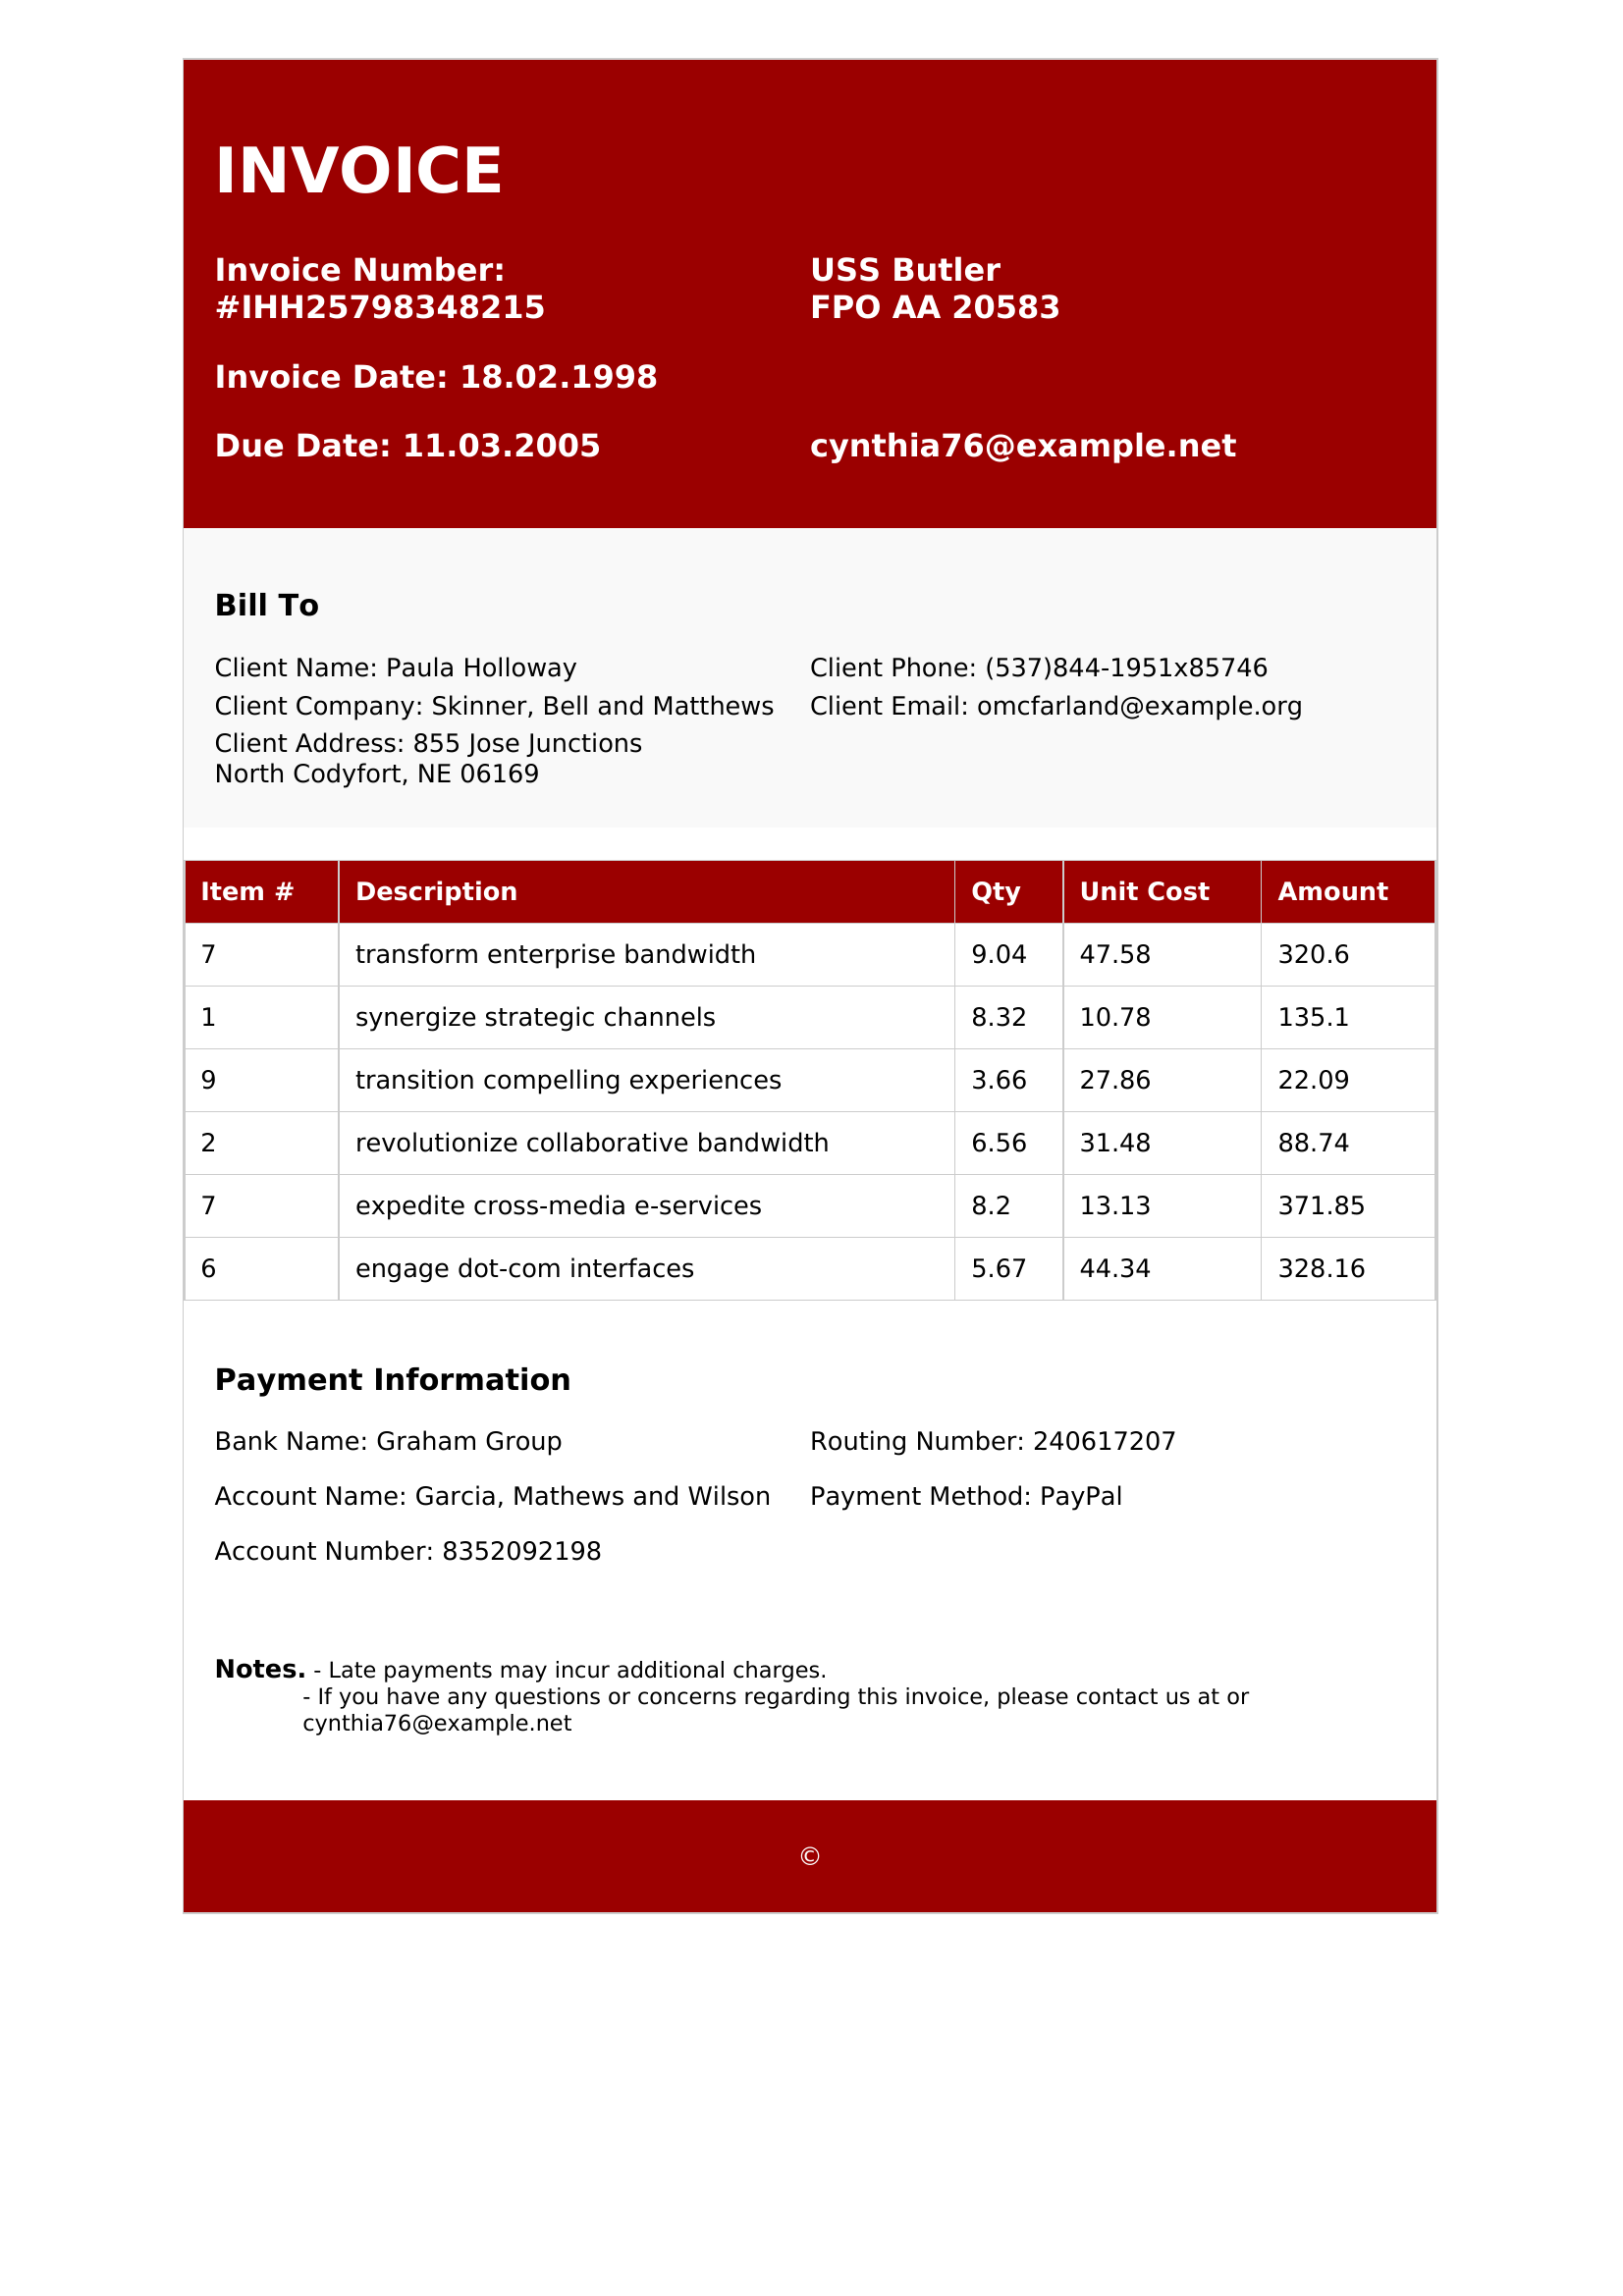 INVOICE
Invoice Number:
#IHH25798348215
USS Butler
FPO AA 20583
Invoice Date: 18.02.1998
Due Date: 11.03.2005
cynthia76@example.net
Bill To
Client Name: Paula Holloway
Client Phone: (537)844-1951x85746
Client Company: Skinner, Bell and Matthews
Client Email: omcfarland@example.org
Client Address: 855 Jose Junctions
North Codyfort, NE 06169
Item # Description Qty Unit Cost Amount
7 transform enterprise bandwidth 9.04 47.58 320.6
1 synergize strategic channels 8.32 10.78 135.1
9 transition compelling experiences 3.66 27.86 22.09
2 revolutionize collaborative bandwidth 6.56 31.48 88.74
7 expedite cross-media e-services 8.2 13.13 371.85
6 engage dot-com interfaces 5.67 44.34 328.16
Payment Information
Bank Name: Graham Group
Routing Number: 240617207
Account Name: Garcia, Mathews and Wilson
Payment Method: PayPal
Account Number: 8352092198
Notes. - Late payments may incur additional charges.
- If you have any questions or concerns regarding this invoice, please contact us at or
cynthia76@example.net
©